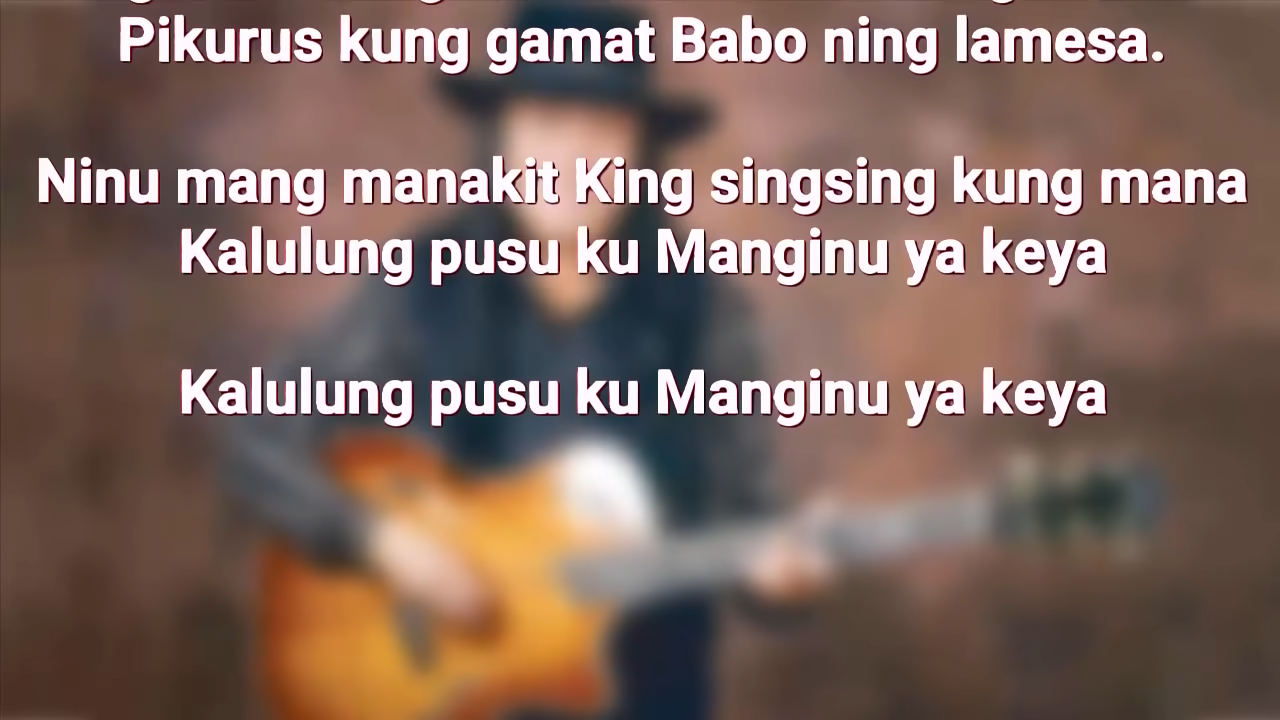 Pikurus kung gamat Babo ning lamesa.
Ninu mang manakit King singsing kung mana
Kalulung pusu ku Manginu ya keya
Kalulung pusu ku Manginu ya keya